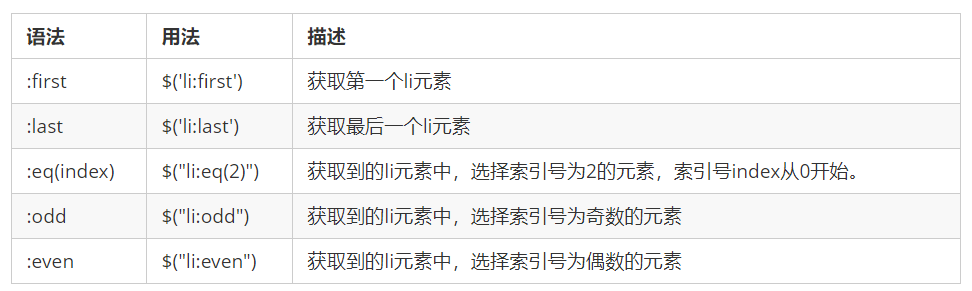 语法 用法 描述
:first $('li:first') 获取第一个li元素
:last $('li:last') 获取最后一个li元素
:eq(index) $("li:eq(2)") 获取到的li元素中，选择索引号为2的元素，索引号index从0开始。
:odd $("li:odd") 获取到的li元素中，选择索引号为奇数的元素
:even $("li:even") 获取到的li元素中，选择索引号为偶数的元素